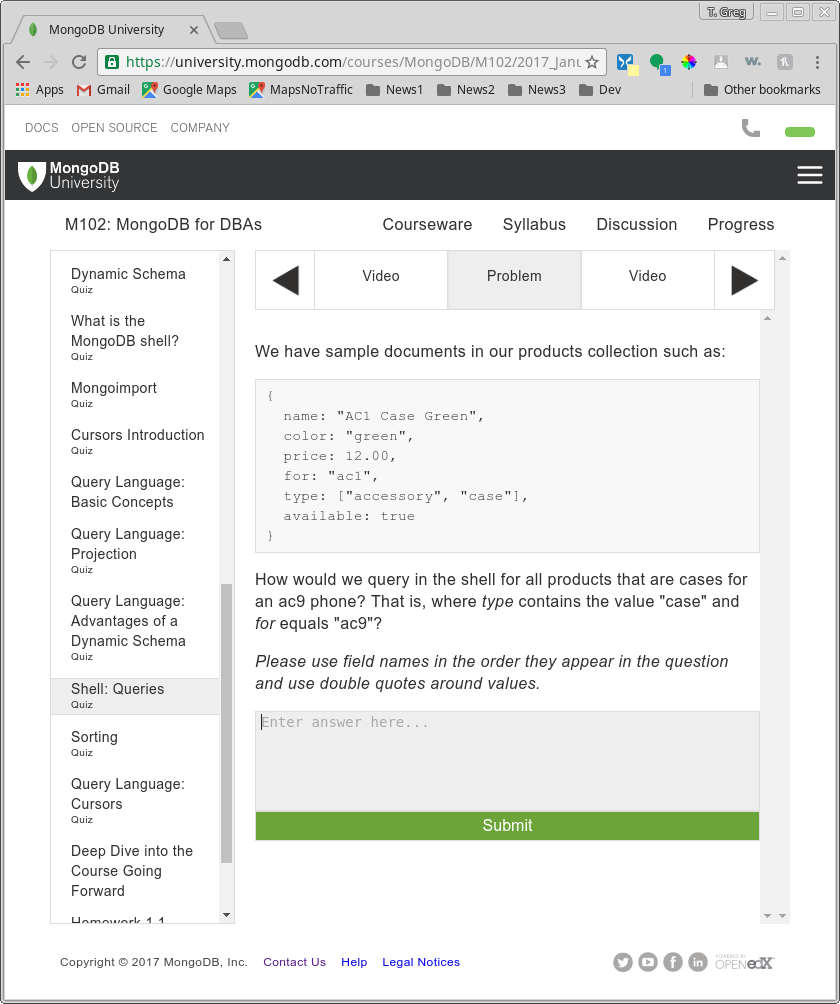 T. Greg
MongoDB University
https://university.mongodb.com/courses/MongoDB/M102/2017_Janu
1
w.
Apps Gmail Google Maps MapsNoTraffic News1 News2 News3 Dev Other bookmarks
DOCS OPEN SOURCE COMPANY
MongoDB
University
M102: MongoDB for DBAs Courseware Syllabus Discussion Progress
Dynamic Schema
Quiz
What is the
MongoDB shell?
Quiz
Mongoimport
Quiz
Cursors Introduction
Quiz
Query Language:
Basic Concepts
Query Language:
Projection
Quiz
Query Language:
Advantages of a
Dynamic Schema
Quiz
Shell: Queries
Quiz
Sorting
Quiz
Query Language:
Cursors
Quiz
Deep Dive into the
Course Going
Forward
Homework 1.1
Video Problem Video
We have sample documents in our products collection such as:
{
name: "AC1 Case Green",
color: "green",
price: 12.00,
for: "ac1",
type: ["accessory", "case"],
available: true
}
How would we query in the shell for all products that are cases for
an ac9 phone? That is, where type contains the value "case" and
for equals "ac9"?
Please use field names in the order they appear in the question
and use double quotes around values.
Enter answer here...
Submit
Copyright © 2017 MongoDB, Inc. Contact Us Help Legal Notices
POWERED BY
OPEN edX